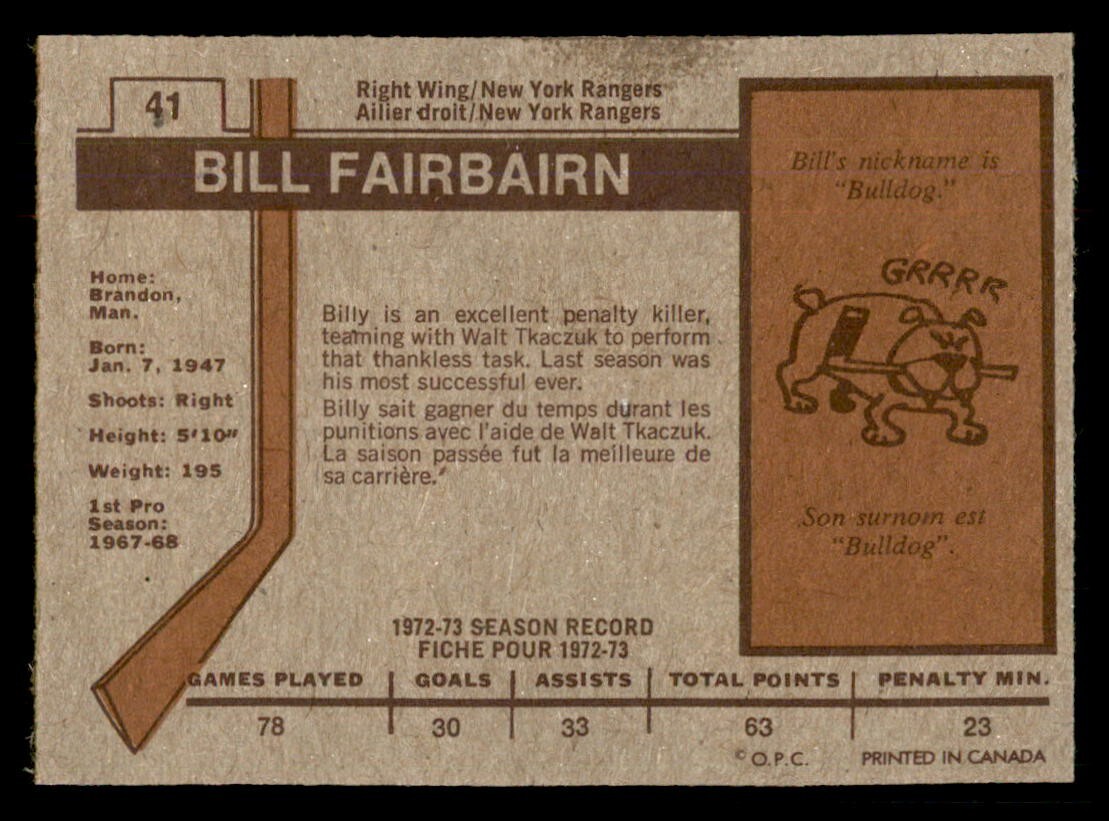 41
Right Wing/New York Rangers
Ailier droit/New York Rangers
BILL FAIRBAIRN
Home:
Brandon,
Man.
Born:
Jan. 7, 1947
Shoots: Right
Height: 5'10"
Weight: 195
1st Pro
Season:
1967-68
Billy is an excellent penalty killer,
teaming with Walt Tkaczuk to perform
that thankless task. Last season was
his most successful ever.
Billy sait gagner du temps durant les
punitions avec l'aide de Walt Tkaczuk.
La saison passée fut la meilleure de
sa carrière.
Bill's nickname is
"Bulldog."
GRRRR
Son surnom est
"Bulldog".
1972-73 SEASON RECORD
FICHE POUR 1972-73
GAMES PLAYED GOALS ASSISTS TOTAL POINTS PENALTY MIN.
78 30 33 63 23
© O.P.C. PRINTED IN CANADA